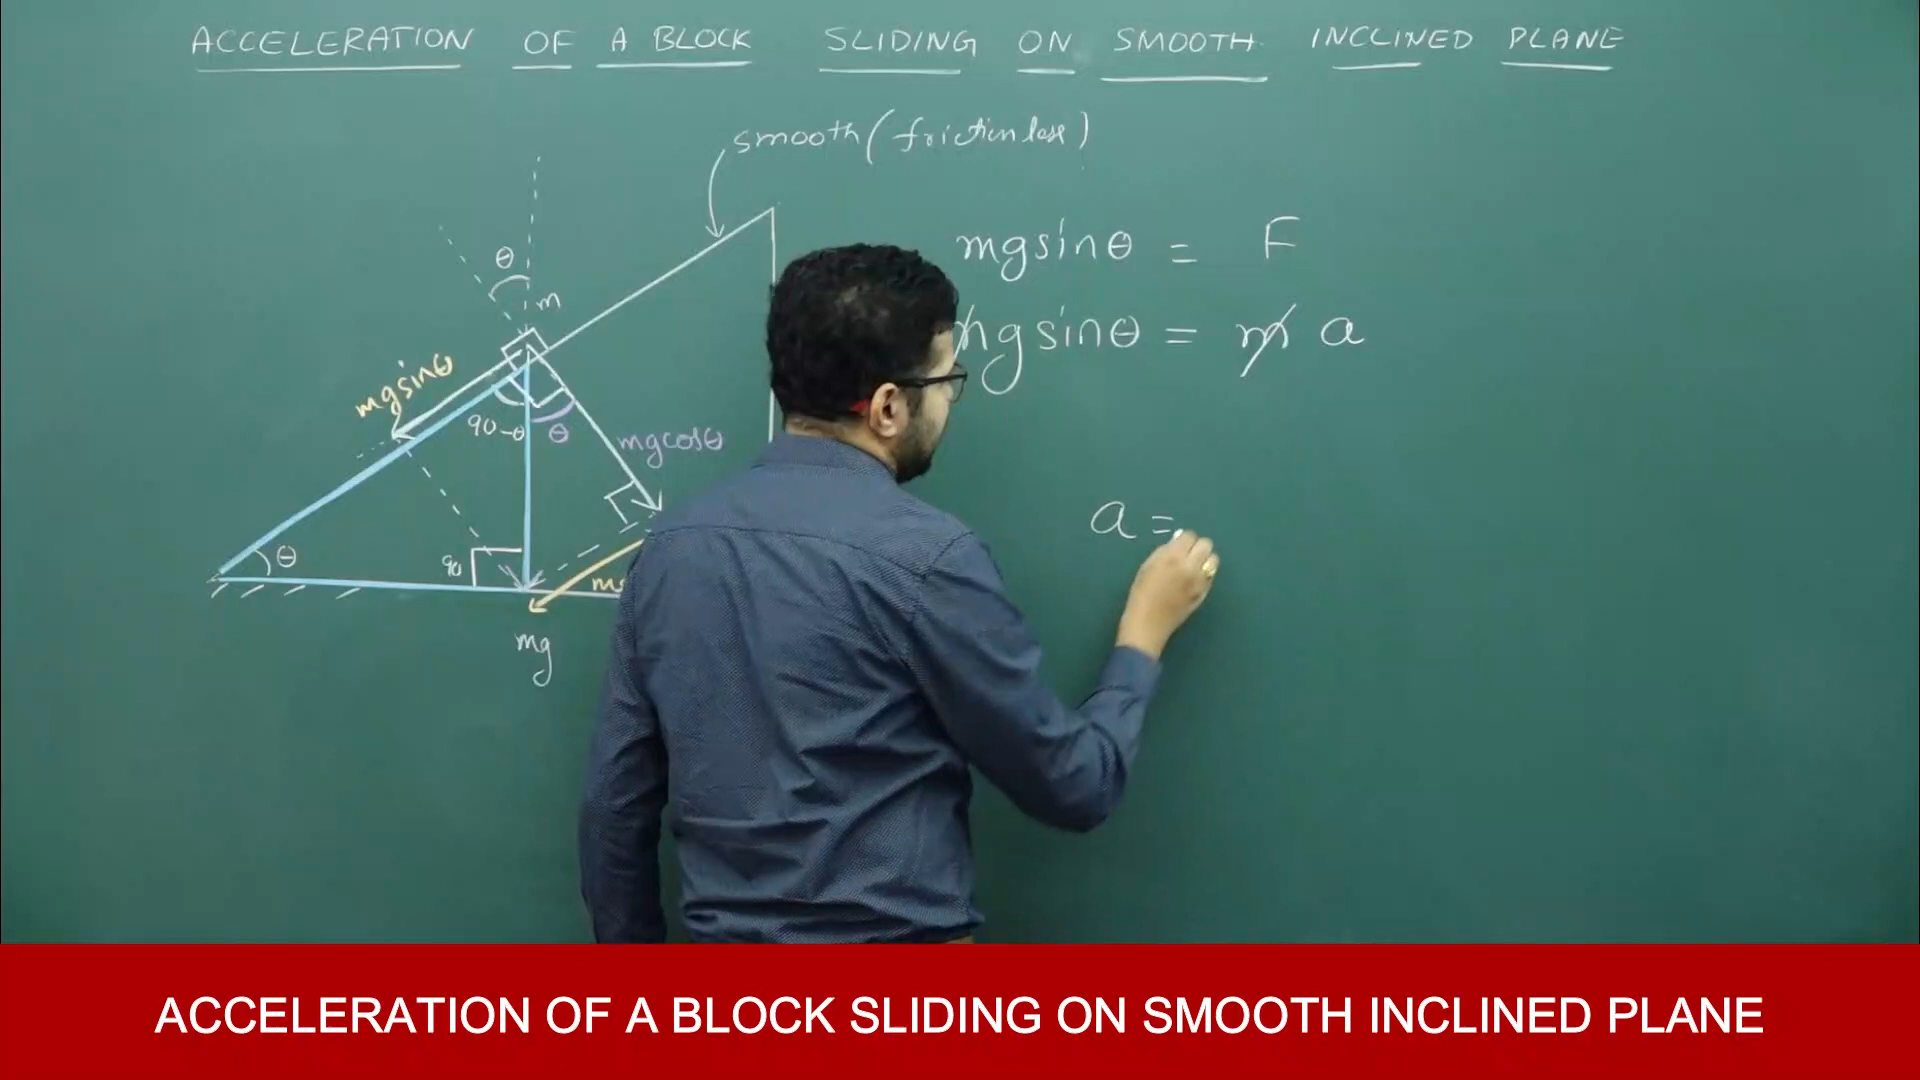 ACCELERATION OF A BLOCK SLIDING ON SMOOTH INCLINED PLANE
smooth (frictionless)
θ
m
mgsinθ = F
mgsinθ = m a
mgsinθ
90-θ
θ
mgcosθ
a =
θ
90
mg
ACCELERATION OF A BLOCK SLIDING ON SMOOTH INCLINED PLANE